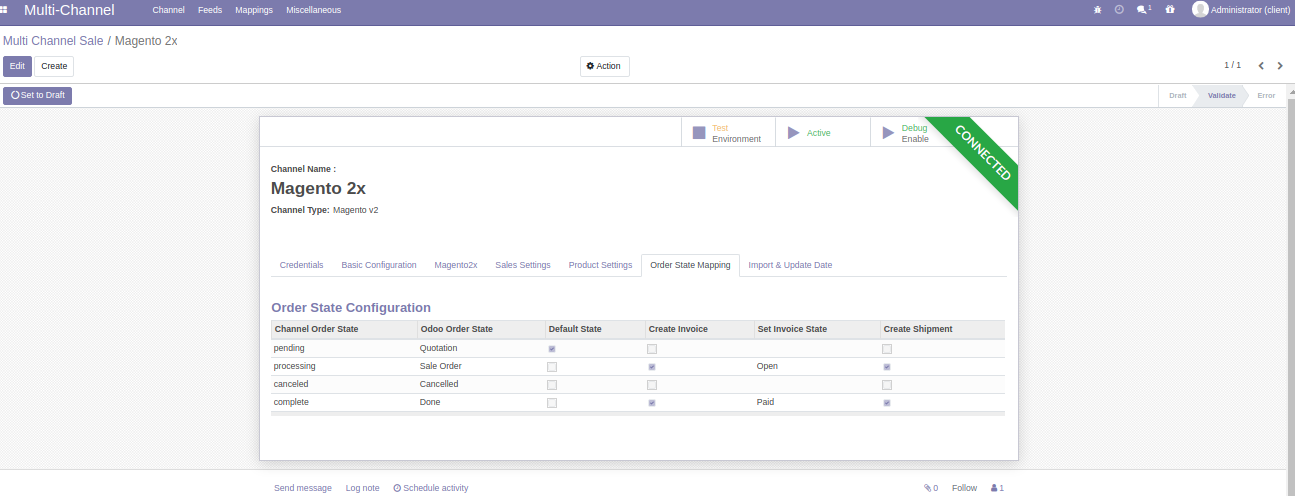 Multi-Channel Channel Feeds Mappings Miscellaneous 1 Administrator (client)
Multi Channel Sale / Magento 2x
Edit Create Action 1 / 1
Set to Draft Draft Validate Error
Test Environment Active Debug Enable CONNECTED
Channel Name :
Magento 2x
Channel Type: Magento v2
Credentials Basic Configuration Magento2x Sales Settings Product Settings Order State Mapping Import & Update Date
Order State Configuration
Channel Order State Odoo Order State Default State Create Invoice Set Invoice State Create Shipment
pending Quotation
processing Sale Order Open
canceled Cancelled
complete Done Paid
Send message Log note Schedule activity 0 Follow 1